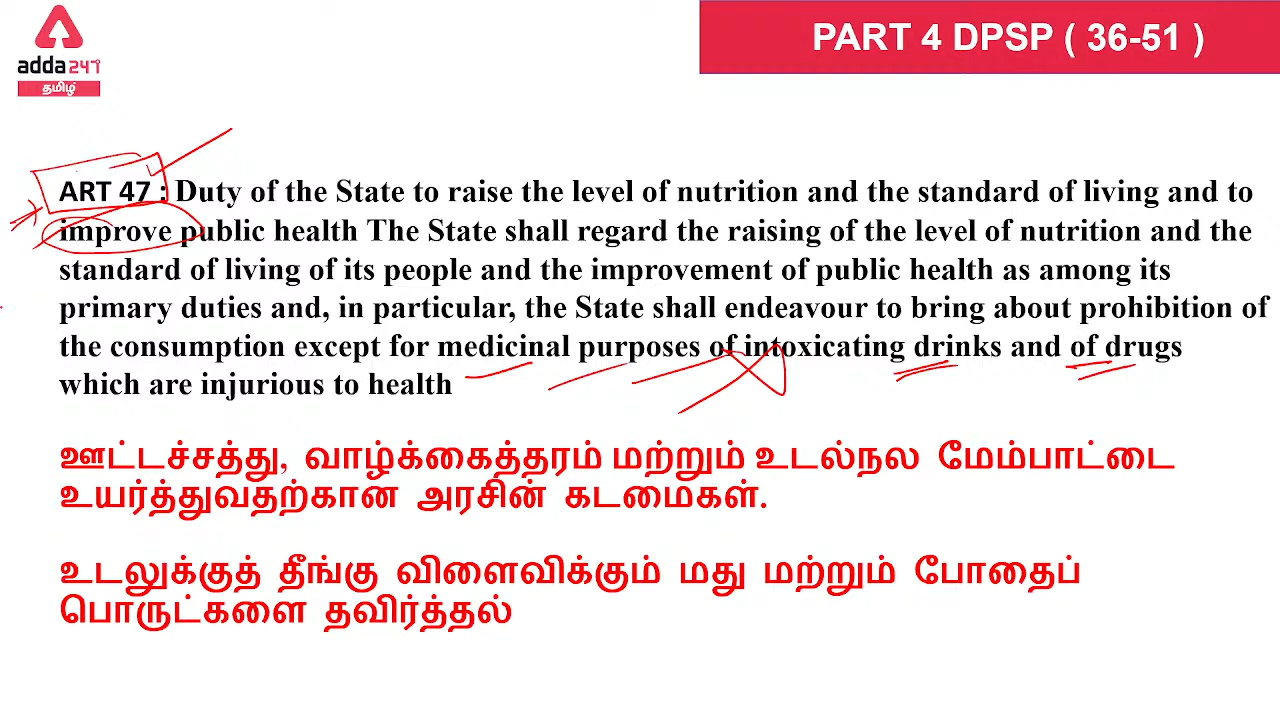 adda247
தமிழ்
PART 4 DPSP ( 36-51 )
ART 47 : Duty of the State to raise the level of nutrition and the standard of living and to
improve public health The State shall regard the raising of the level of nutrition and the
standard of living of its people and the improvement of public health as among its
primary duties and, in particular, the State shall endeavour to bring about prohibition of
the consumption except for medicinal purposes of intoxicating drinks and of drugs
which are injurious to health
ஊட்டச்சத்து, வாழ்க்கைத்தரம் மற்றும் உடல்நல மேம்பாட்டை
உயர்த்துவதற்கான அரசின் கடமைகள்.
உடலுக்குத் தீங்கு விளைவிக்கும் மது மற்றும் போதைப்
பொருட்களை தவிர்த்தல்